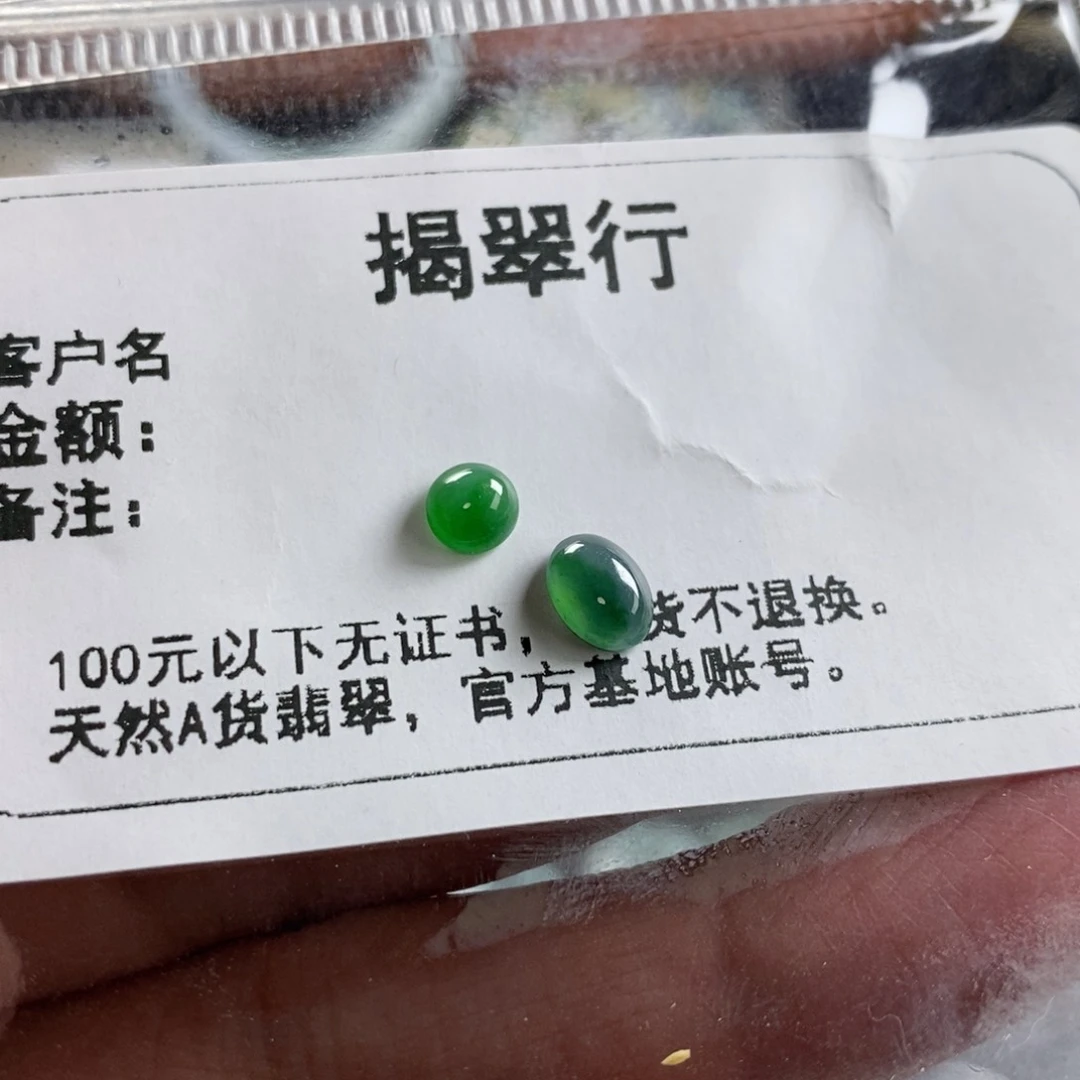 揭翠行
客户名
金额：
备注：
100元以下无证书，货不退换。
天然A货翡翠，官方基地账号。